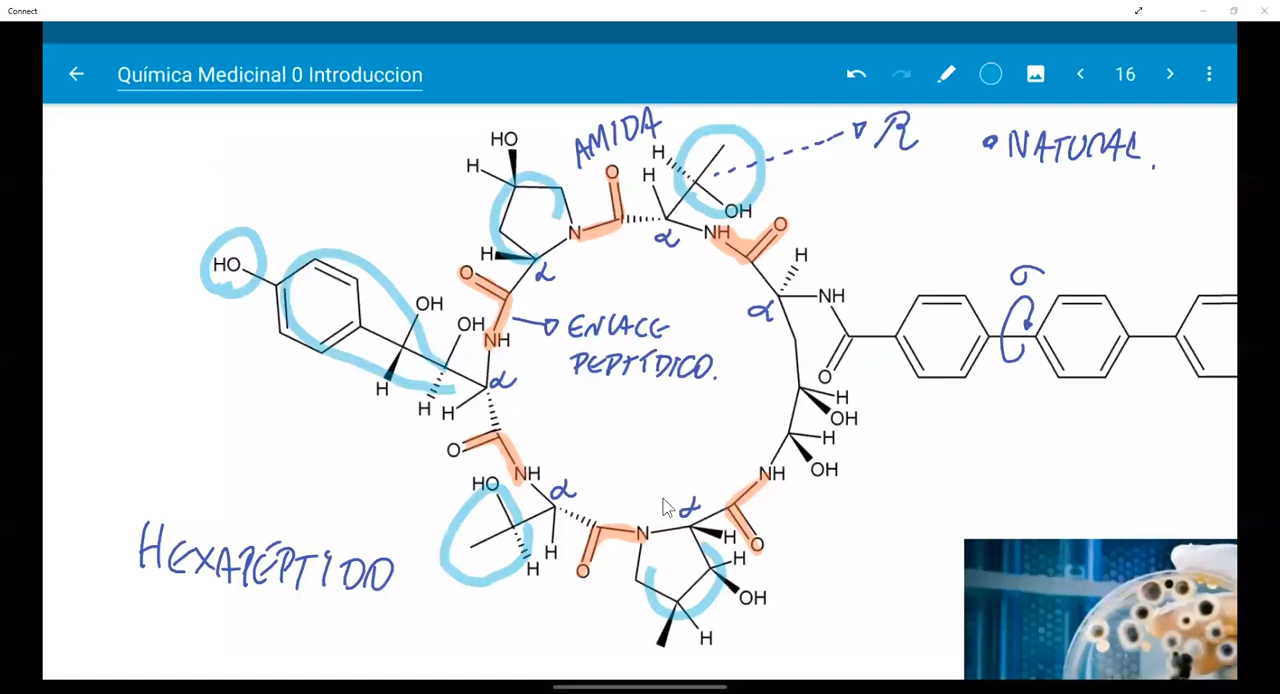 Connect
Química Medicinal 0 Introduccion
16
AMIDA
R
• NATURAL.
HO
H
O
H
H
OH
N
α
NH
O
H
HO
H
α
O
OH
OH
NH
ENLACE
PEPTÍDICO.
α
NH
σ
O
H
OH
H
OH
H
H
H
α
O
NH
HO
α
NH
HEXAPÉPTIDO
H
H
O
N
α
H
O
H
OH
H